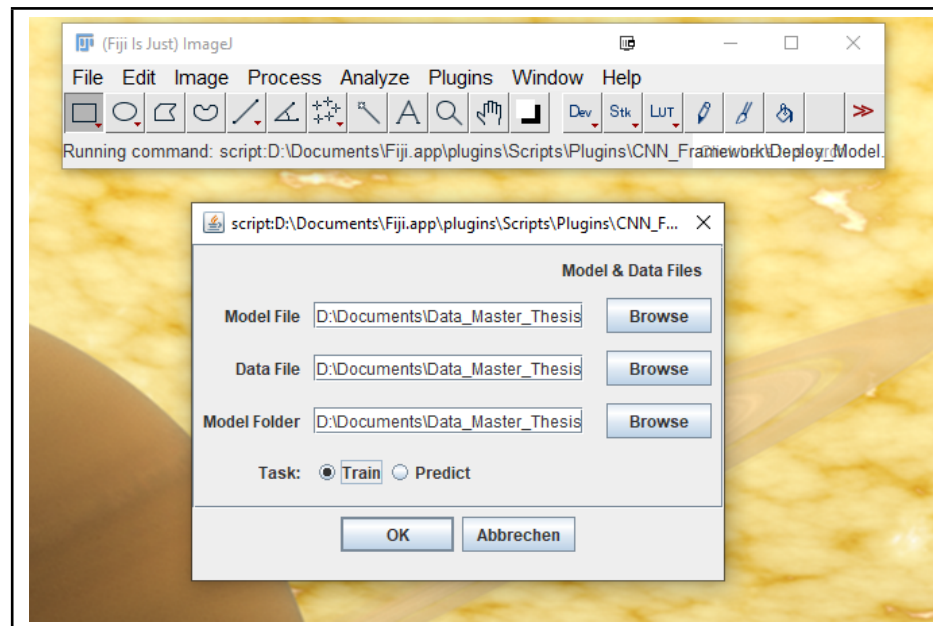 (Fiji Is Just) ImageJ
File Edit Image Process Analyze Plugins Window Help
Dev Stk LUT
Running command: script:D:\Documents\Fiji.app\plugins\Scripts\Plugins\CNN_Framework\Deploy_Model.
script:D:\Documents\Fiji.app\plugins\Scripts\Plugins\CNN_F...
Model & Data Files
Model File D:\Documents\Data_Master_Thesis Browse
Data File D:\Documents\Data_Master_Thesis Browse
Model Folder D:\Documents\Data_Master_Thesis Browse
Task: Train Predict
OK Abbrechen